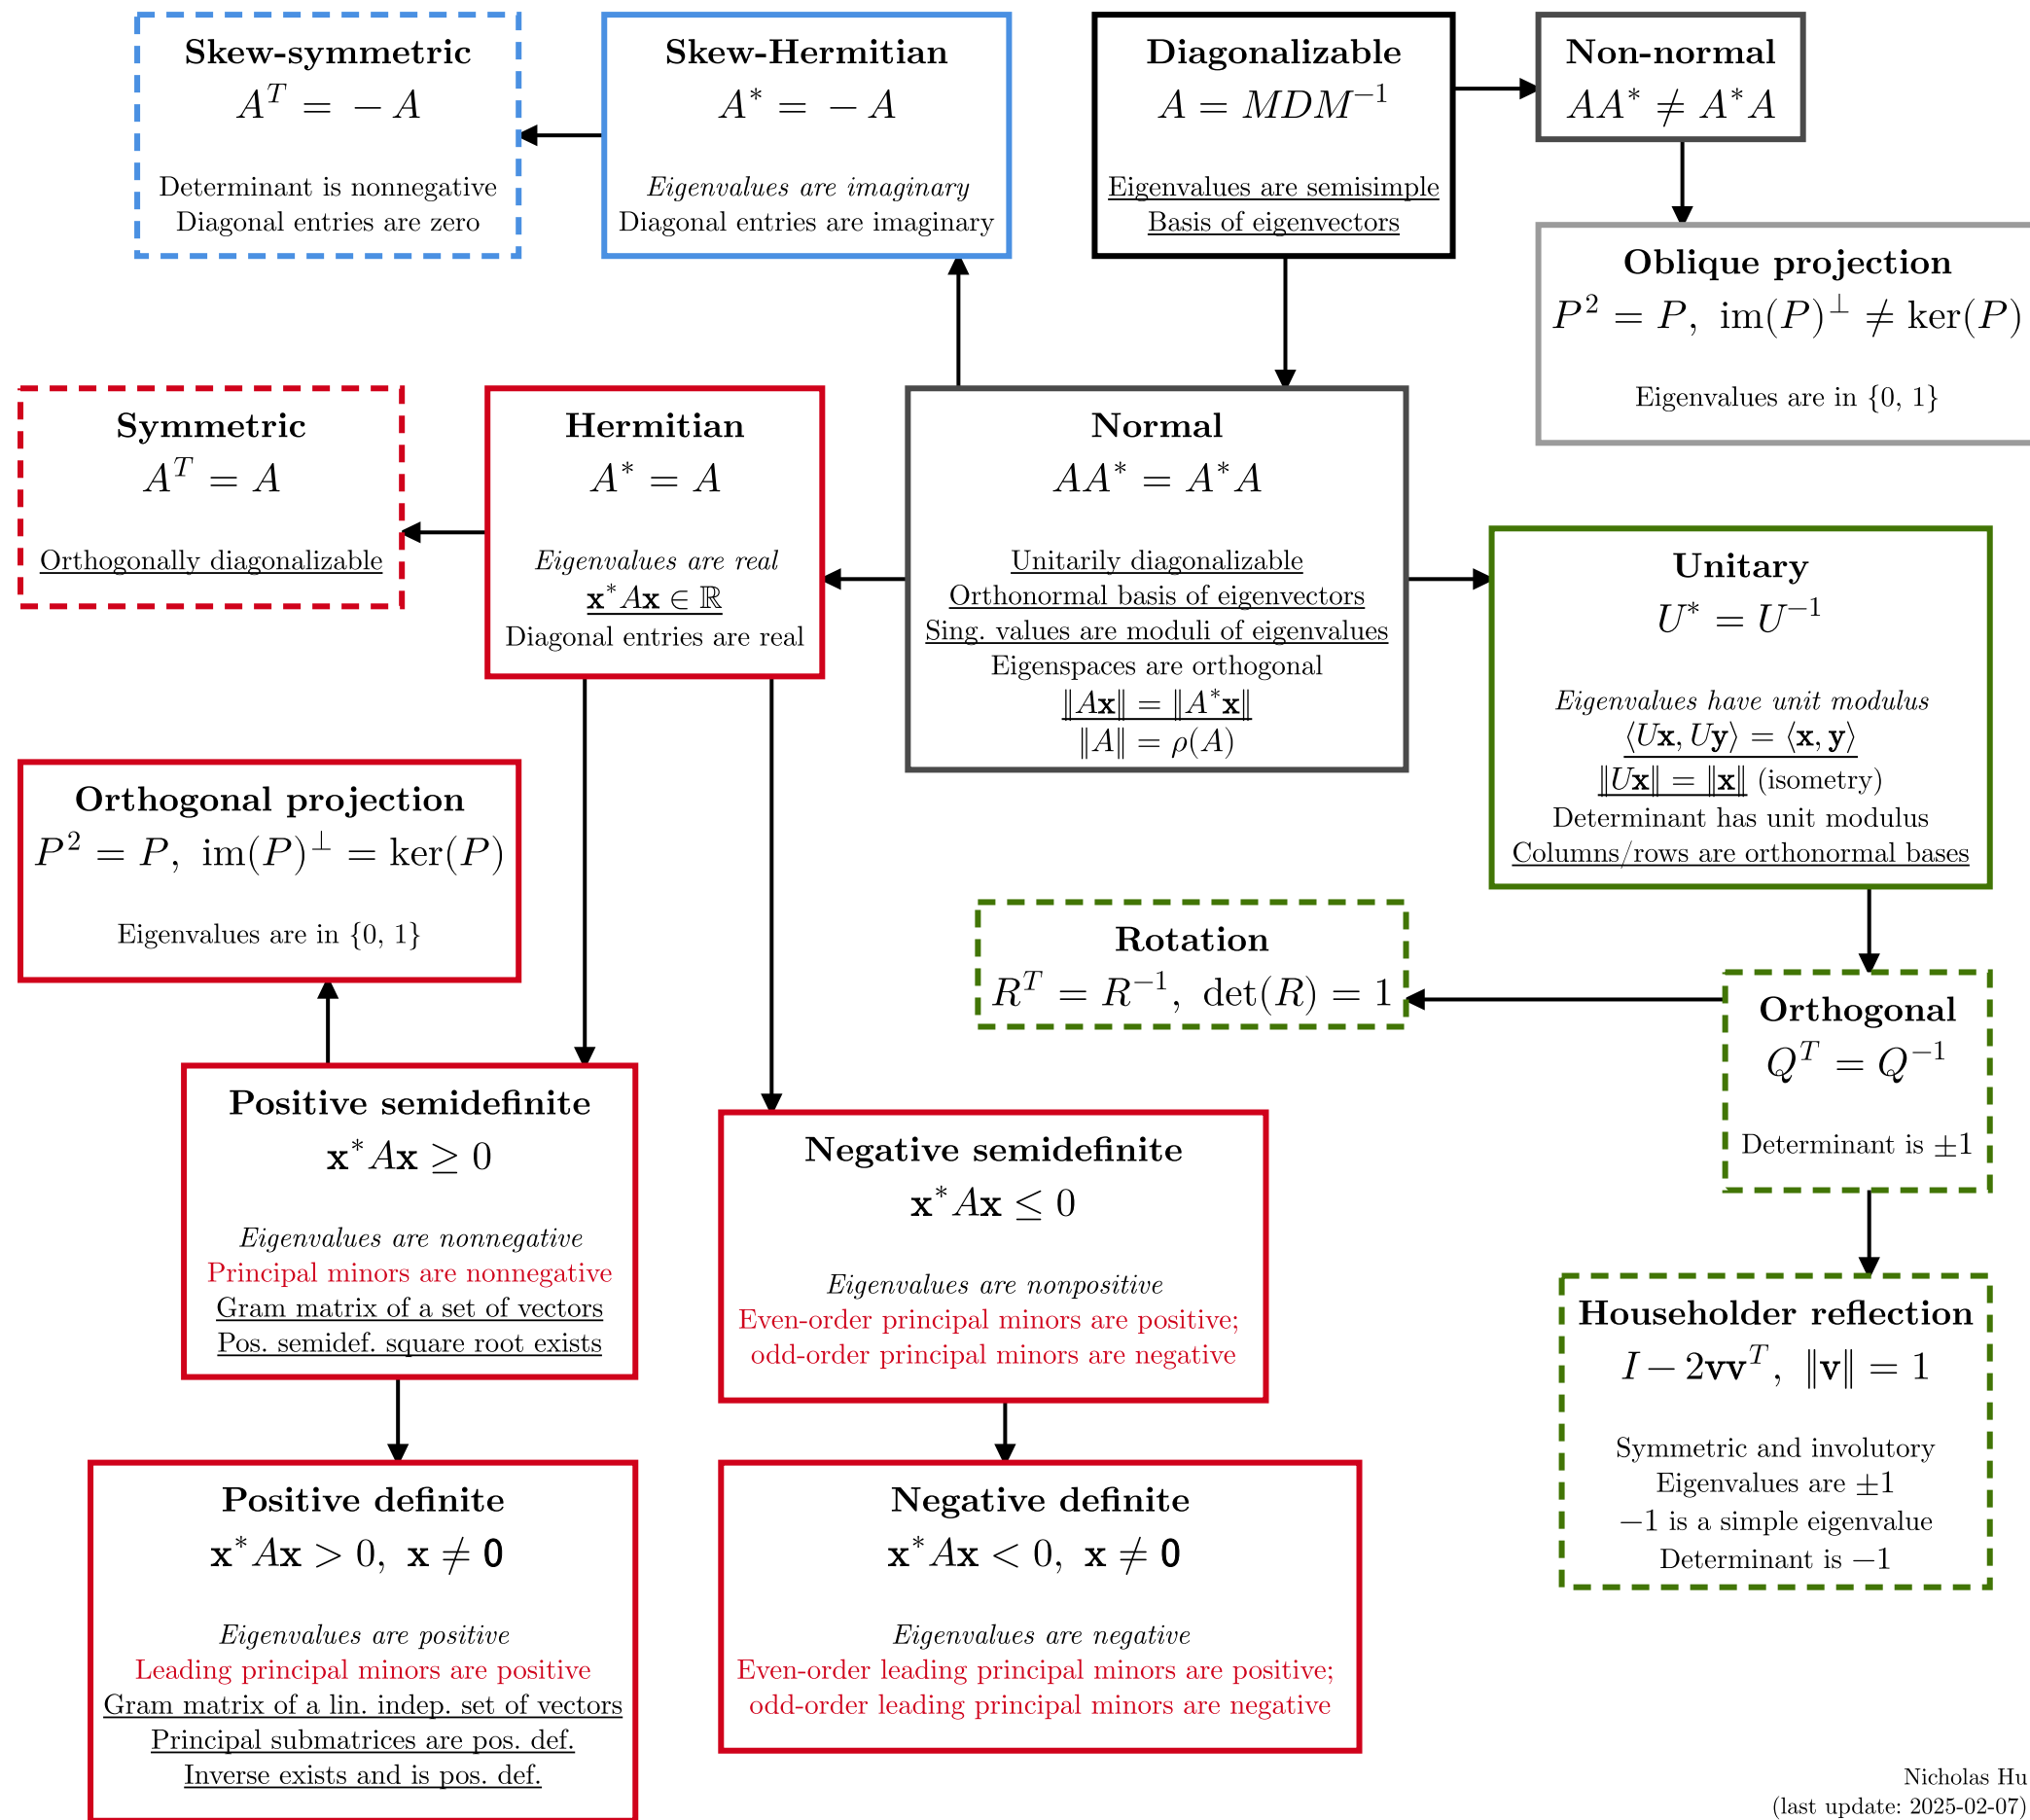 Skew-symmetric
Aᵀ = − A
Determinant is nonnegative
Diagonal entries are zero
Skew-Hermitian
A* = − A
Eigenvalues are imaginary
Diagonal entries are imaginary
Diagonalizable
A = MDM⁻¹
Eigenvalues are semisimple
Basis of eigenvectors
Non-normal
AA* ≠ A*A
Oblique projection
P² = P, im(P)^⊥ ≠ ker(P)
Eigenvalues are in {0, 1}
Symmetric
Aᵀ = A
Orthogonally diagonalizable
Hermitian
A* = A
Eigenvalues are real
x*Ax ∈ ℝ
Diagonal entries are real
Normal
AA* = A*A
Unitarily diagonalizable
Orthonormal basis of eigenvectors
Sing. values are moduli of eigenvalues
Eigenspaces are orthogonal
‖Ax‖ = ‖A*x‖
‖A‖ = ρ(A)
Unitary
U* = U⁻¹
Eigenvalues have unit modulus
⟨Ux, Uy⟩ = ⟨x, y⟩
‖Ux‖ = ‖x‖ (isometry)
Determinant has unit modulus
Columns/rows are orthonormal bases
Orthogonal projection
P² = P, im(P)^⊥ = ker(P)
Eigenvalues are in {0, 1}
Rotation
Rᵀ = R⁻¹, det(R) = 1
Orthogonal
Qᵀ = Q⁻¹
Determinant is ±1
Positive semidefinite
x*Ax ≥ 0
Eigenvalues are nonnegative
Principal minors are nonnegative
Gram matrix of a set of vectors
Pos. semidef. square root exists
Negative semidefinite
x*Ax ≤ 0
Eigenvalues are nonpositive
Even-order principal minors are positive;
odd-order principal minors are negative
Householder reflection
I − 2vvᵀ, ‖v‖ = 1
Symmetric and involutory
Eigenvalues are ±1
−1 is a simple eigenvalue
Determinant is −1
Positive definite
x*Ax > 0, x ≠ 0
Eigenvalues are positive
Leading principal minors are positive
Gram matrix of a lin. indep. set of vectors
Principal submatrices are pos. def.
Inverse exists and is pos. def.
Negative definite
x*Ax < 0, x ≠ 0
Eigenvalues are negative
Even-order leading principal minors are positive;
odd-order leading principal minors are negative
Nicholas Hu
(last update: 2025-02-07)